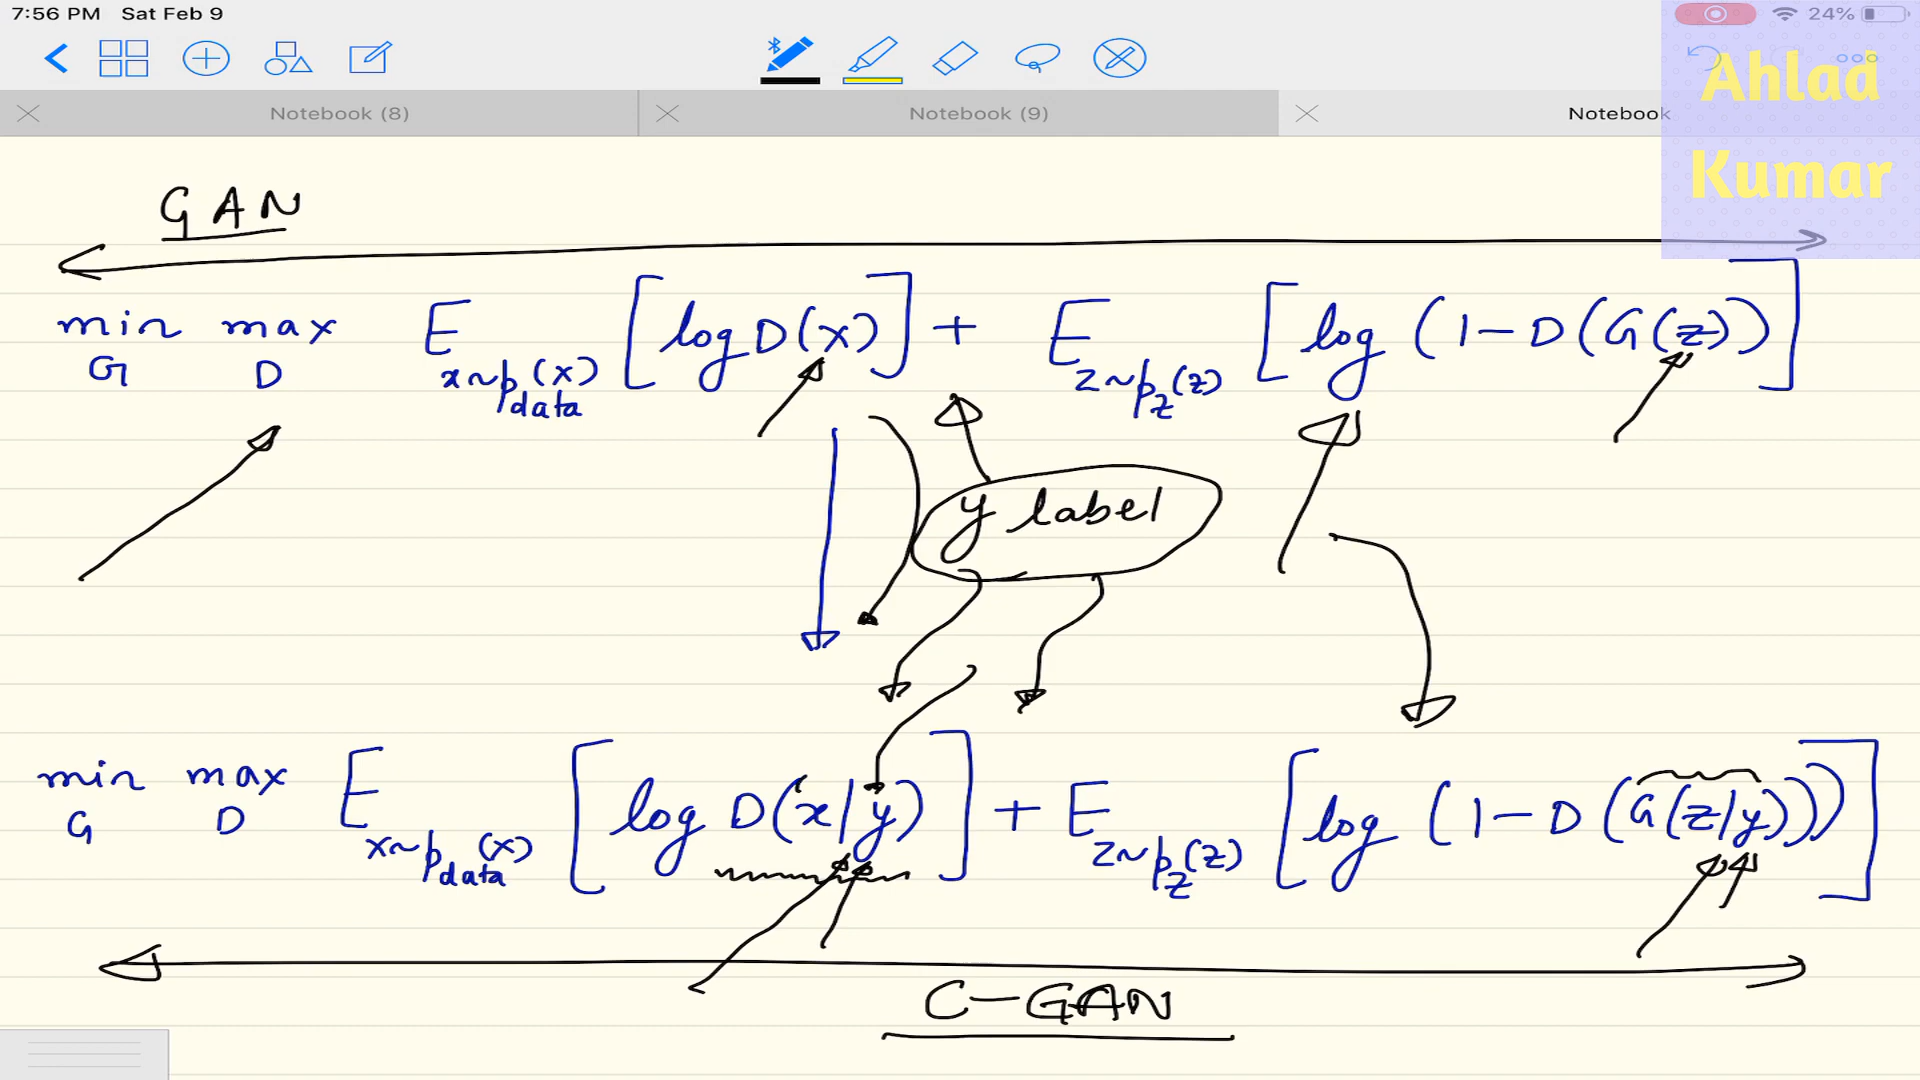 7:56 PM Sat Feb 9 24%
Ahlad
Kumar
Notebook (8) Notebook (9) Notebook
GAN
min max E [log D(x)] + E [log (1-D(G(z))]
G D x~p_data(x) z~p_z(z)
y label
min max E [log D(x|y)] + E [log (1-D(G(z|y)))]
G D x~p_data(x) z~p_z(z)
C-GAN